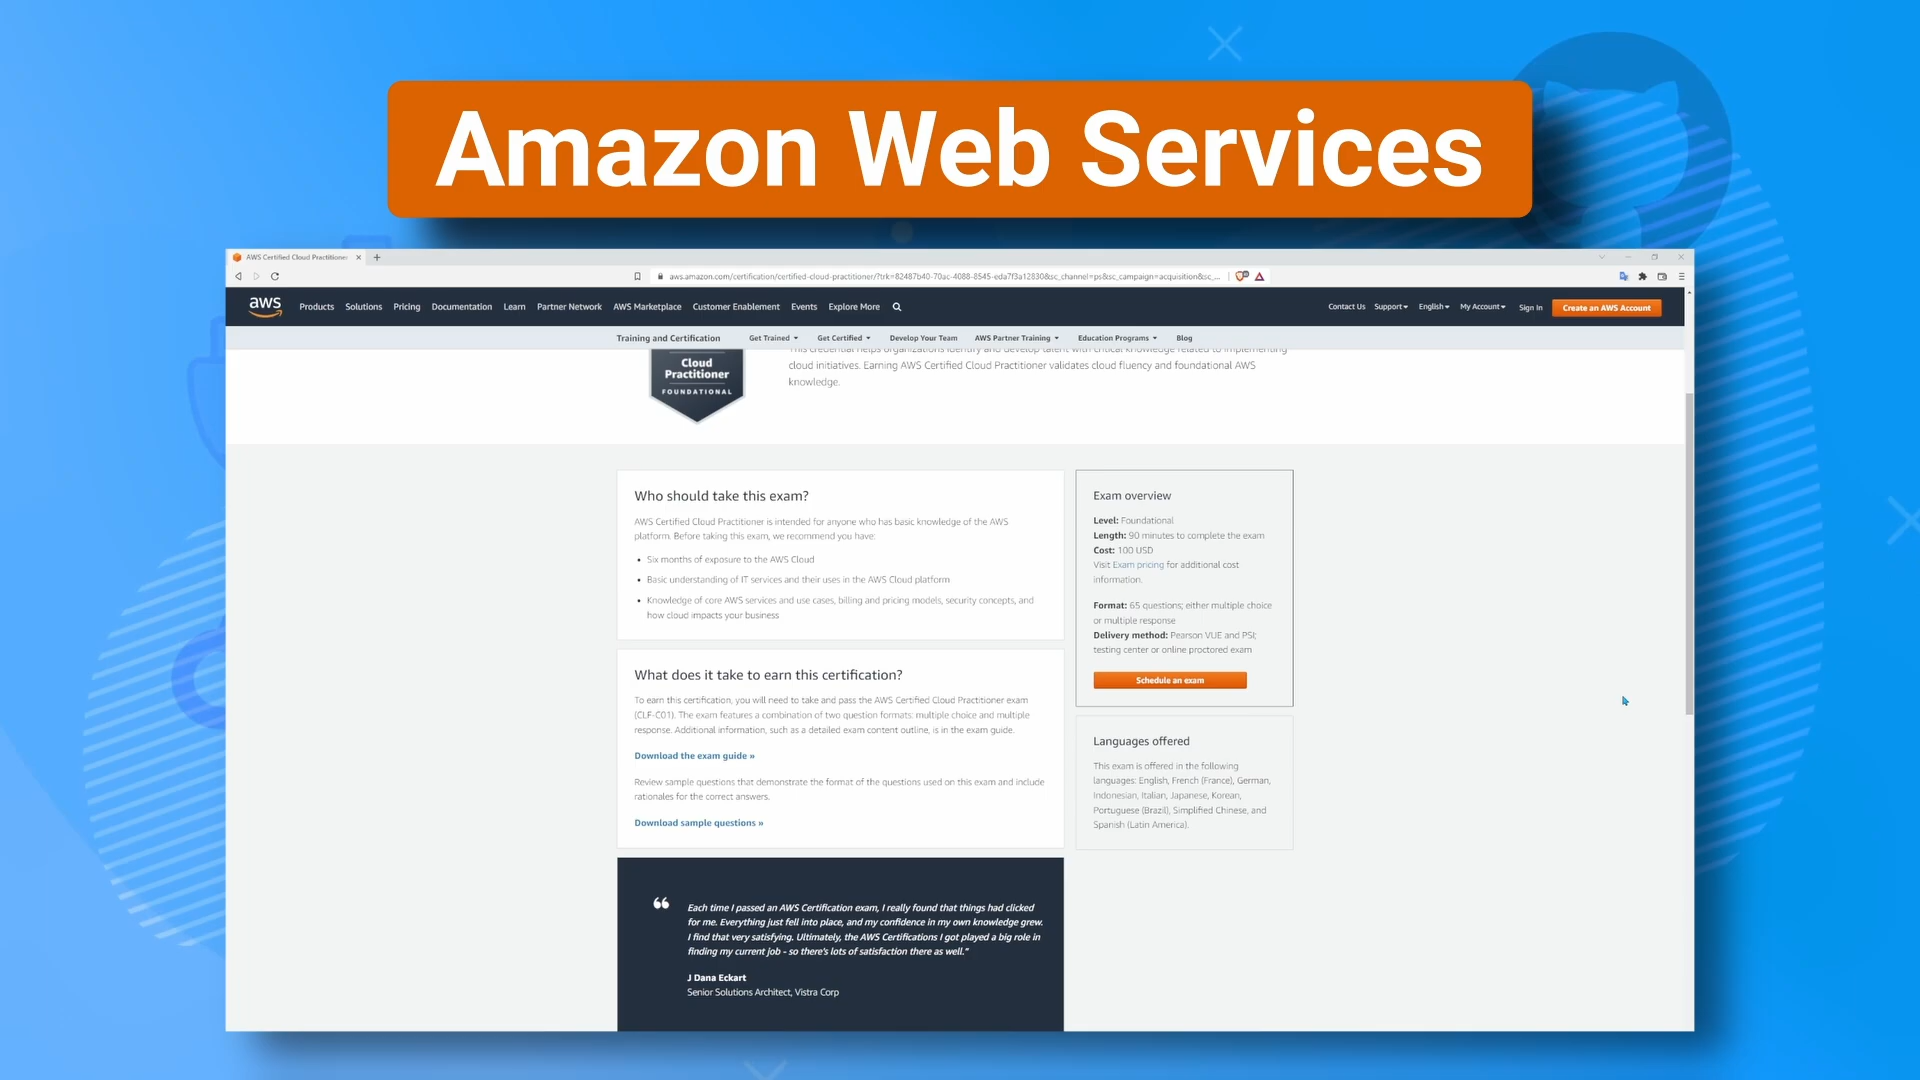 Amazon Web Services
AWS Certified Cloud Practitioner
aws.amazon.com/certification/certified-cloud-practitioner/?trk=82487b40-70ac-4088-8545-eda7f3a12830&sc_channel=ps&sc_campaign=acquisition&sc_...
aws Products Solutions Pricing Documentation Learn Partner Network AWS Marketplace Customer Enablement Events Explore More Contact Us Support English My Account Sign In Create an AWS Account
Training and Certification Get Trained Get Certified Develop Your Team AWS Partner Training Education Programs Blog
This credential helps organizations identify and develop talent with critical knowledge related to implementing
cloud initiatives. Earning AWS Certified Cloud Practitioner validates cloud fluency and foundational AWS
knowledge.
Cloud
Practitioner
FOUNDATIONAL
Who should take this exam?
AWS Certified Cloud Practitioner is intended for anyone who has basic knowledge of the AWS
platform. Before taking this exam, we recommend you have:
• Six months of exposure to the AWS Cloud
• Basic understanding of IT services and their uses in the AWS Cloud platform
• Knowledge of core AWS services and use cases, billing and pricing models, security concepts, and
how cloud impacts your business
What does it take to earn this certification?
To earn this certification, you will need to take and pass the AWS Certified Cloud Practitioner exam
(CLF-C01). The exam features a combination of two question formats: multiple choice and multiple
response. Additional information, such as a detailed exam content outline, is in the exam guide.
Download the exam guide »
Review sample questions that demonstrate the format of the questions used on this exam and include
rationales for the correct answers.
Download sample questions »
“ Each time I passed an AWS Certification exam, I really found that things had clicked
for me. Everything just fell into place, and my confidence in my own knowledge grew.
I find that very satisfying. Ultimately, the AWS Certifications I got played a big role in
finding my current job - so there's lots of satisfaction there as well."
J Dana Eckart
Senior Solutions Architect, Vistra Corp
Exam overview
Level: Foundational
Length: 90 minutes to complete the exam
Cost: 100 USD
Visit Exam pricing for additional cost
information.
Format: 65 questions; either multiple choice
or multiple response
Delivery method: Pearson VUE and PSI;
testing center or online proctored exam
Schedule an exam
Languages offered
This exam is offered in the following
languages: English, French (France), German,
Indonesian, Italian, Japanese, Korean,
Portuguese (Brazil), Simplified Chinese, and
Spanish (Latin America).